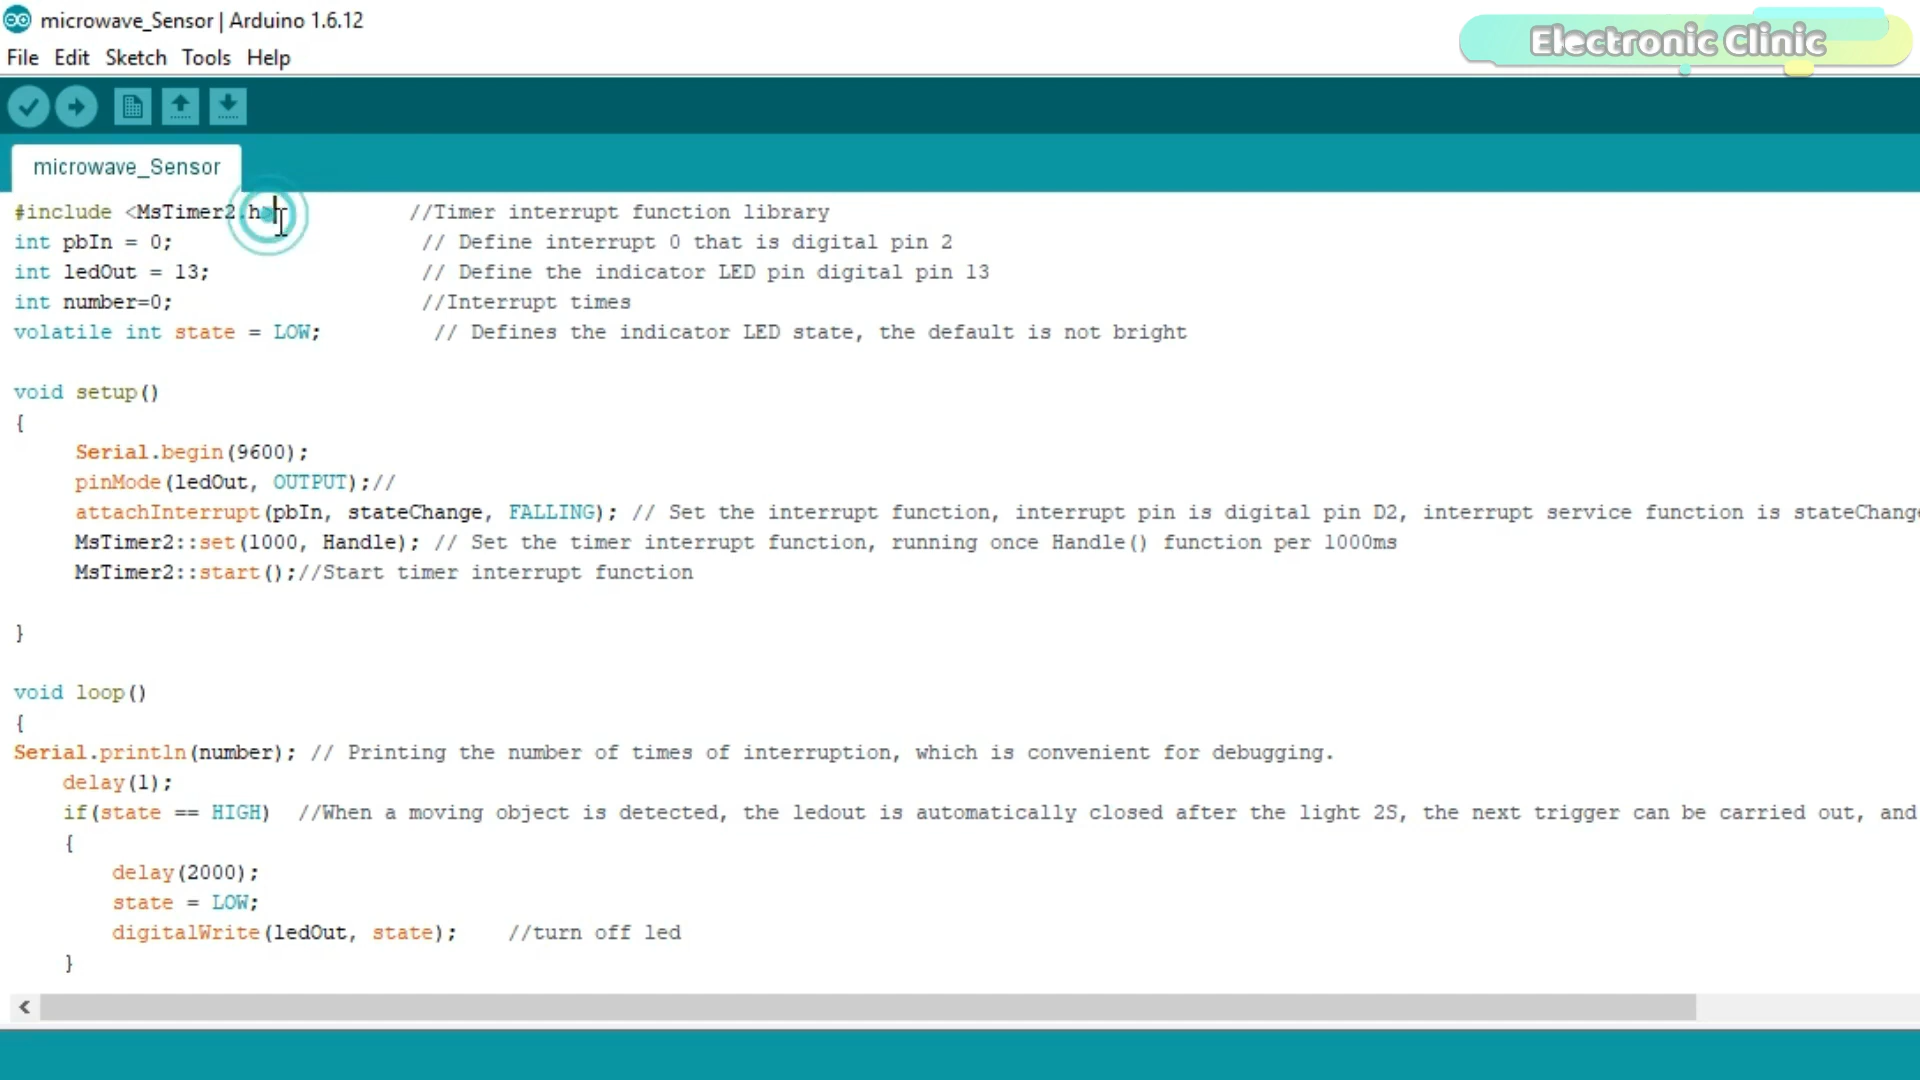 microwave_Sensor | Arduino 1.6.12
Electronic Clinic
File Edit Sketch Tools Help
microwave_Sensor
#include <MsTimer2.h> //Timer interrupt function library
int pbIn = 0; // Define interrupt 0 that is digital pin 2
int ledOut = 13; // Define the indicator LED pin digital pin 13
int number=0; //Interrupt times
volatile int state = LOW; // Defines the indicator LED state, the default is not bright
void setup()
{
Serial.begin(9600);
pinMode(ledOut, OUTPUT);//
attachInterrupt(pbIn, stateChange, FALLING); // Set the interrupt function, interrupt pin is digital pin D2, interrupt service function is stateChange
MsTimer2::set(1000, Handle); // Set the timer interrupt function, running once Handle() function per 1000ms
MsTimer2::start();//Start timer interrupt function
}
void loop()
{
Serial.println(number); // Printing the number of times of interruption, which is convenient for debugging.
delay(1);
if(state == HIGH) //When a moving object is detected, the ledout is automatically closed after the light 2S, the next trigger can be carried out, and
{
delay(2000);
state = LOW;
digitalWrite(ledOut, state); //turn off led
}